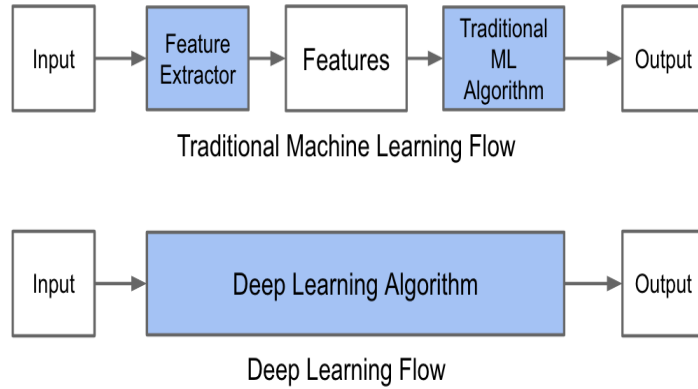 Input
Feature
Extractor
Features
Traditional
ML
Algorithm
Output
Traditional Machine Learning Flow
Input
Deep Learning Algorithm
Output
Deep Learning Flow